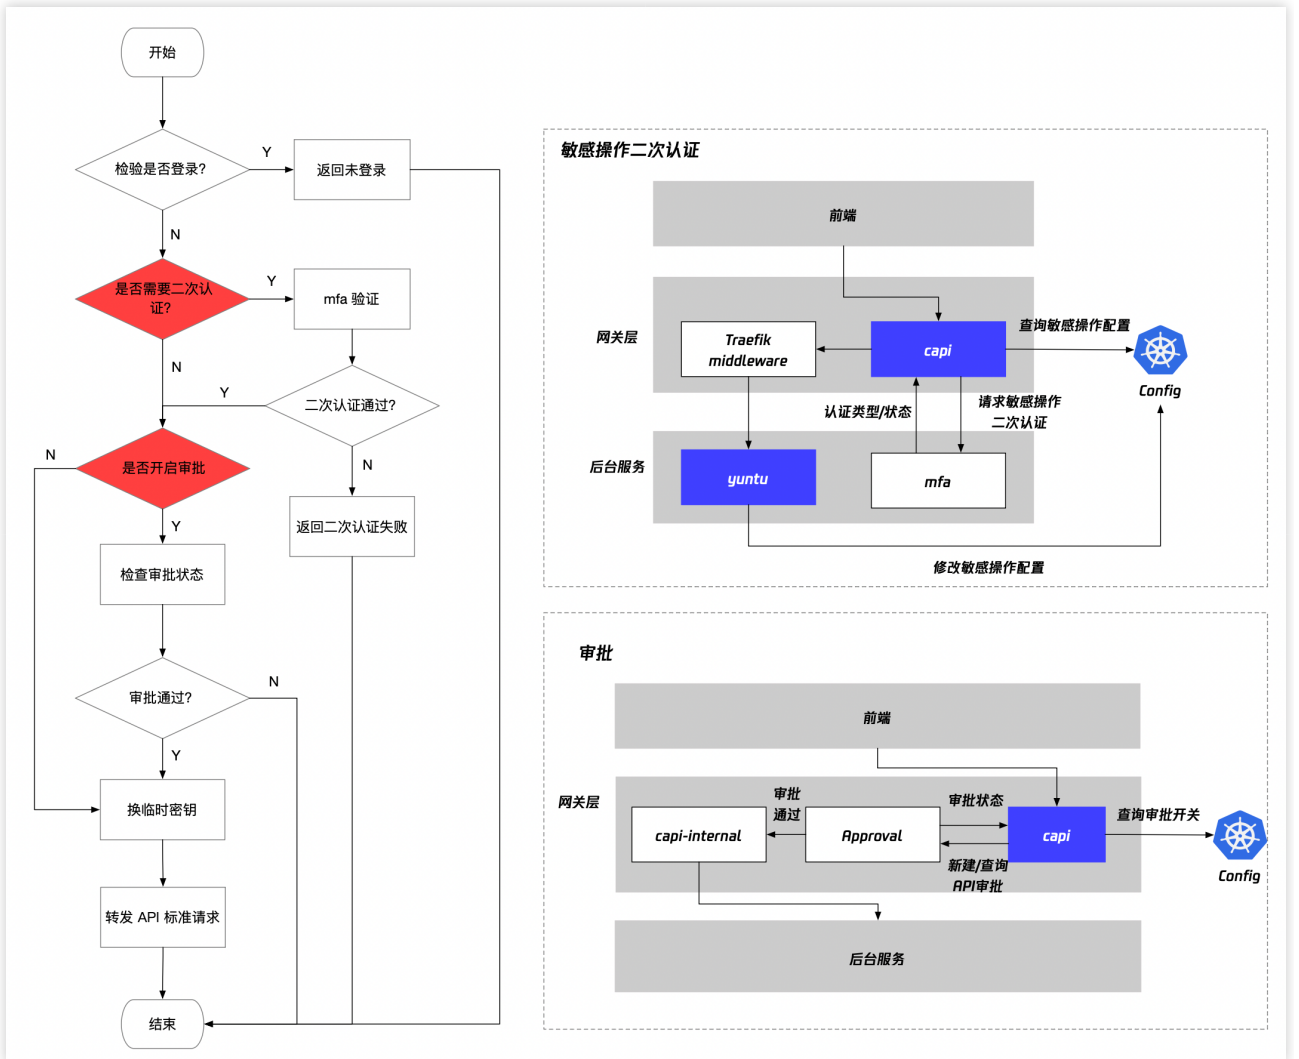 开始
检验是否登录?
Y
返回未登录
N
是否需要二次认
证?
Y
mfa 验证
N
Y
二次认证通过?
N
是否开启审批
N
返回二次认证失败
Y
检查审批状态
审批通过?
N
Y
换临时密钥
转发 API 标准请求
结束
敏感操作二次认证
前端
网关层
Traefik
middleware
capi
查询敏感操作配置
Config
认证类型/状态
请求敏感操作
二次认证
后台服务
yuntu
mfa
修改敏感操作配置
审批
前端
网关层
capi-internal
审批
通过
Approval
审批状态
新建/查询
API审批
capi
查询审批开关
Config
后台服务